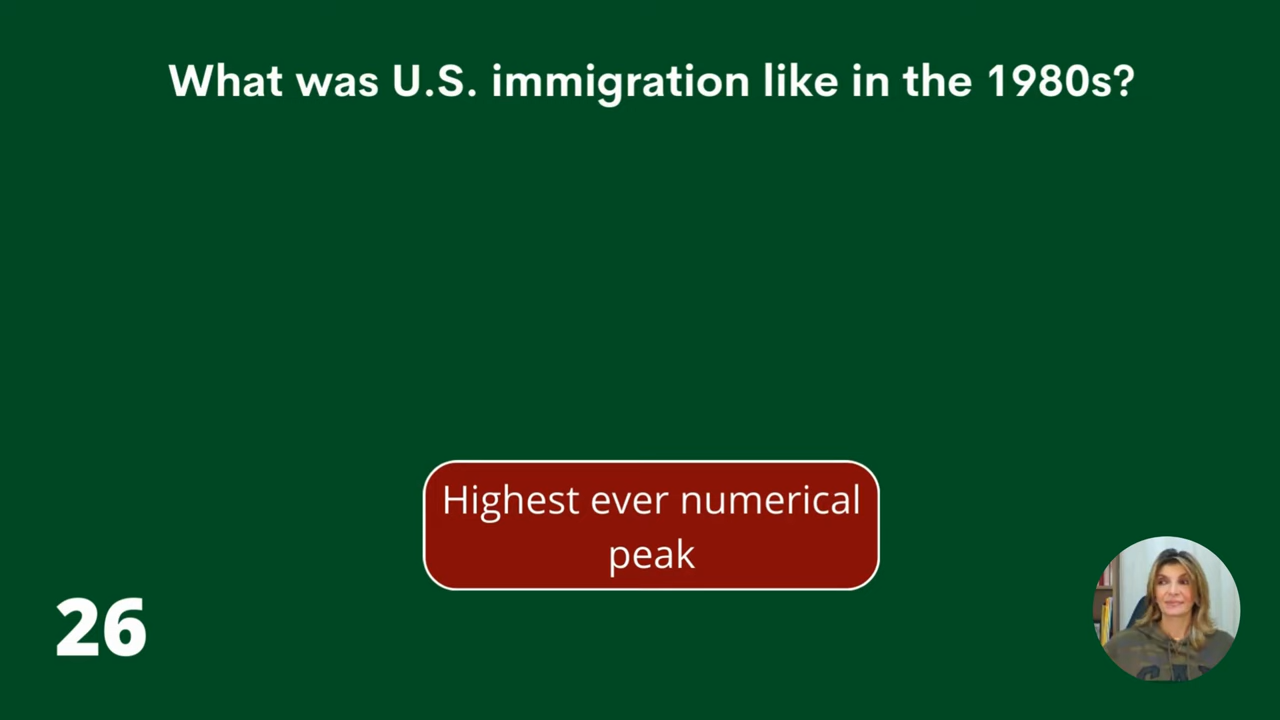 What was U.S. immigration like in the 1980s?
Highest ever numerical
peak
26